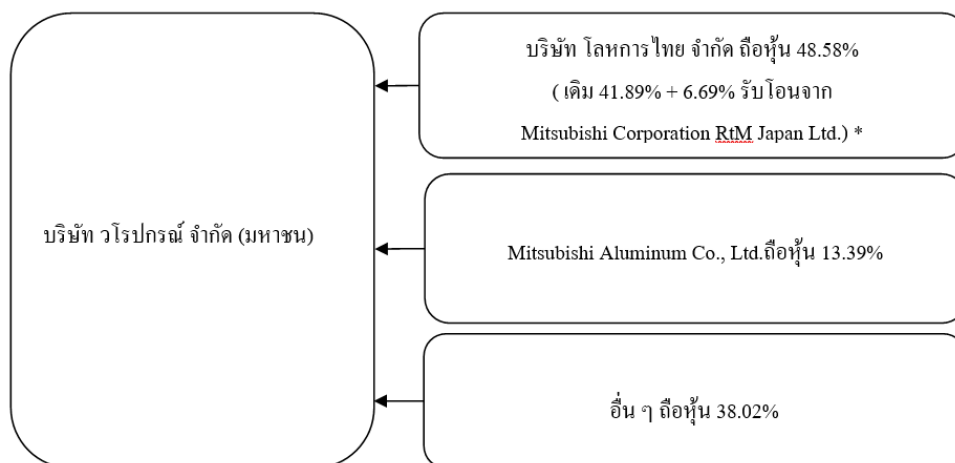 บริษัท วโรปกรณ์ จำกัด (มหาชน)
บริษัท โลหการไทย จำกัด ถือหุ้น 48.58%
( เดิม 41.89% + 6.69% รับโอนจาก
Mitsubishi Corporation RtM Japan Ltd.) *
Mitsubishi Aluminum Co., Ltd.ถือหุ้น 13.39%
อื่น ๆ ถือหุ้น 38.02%